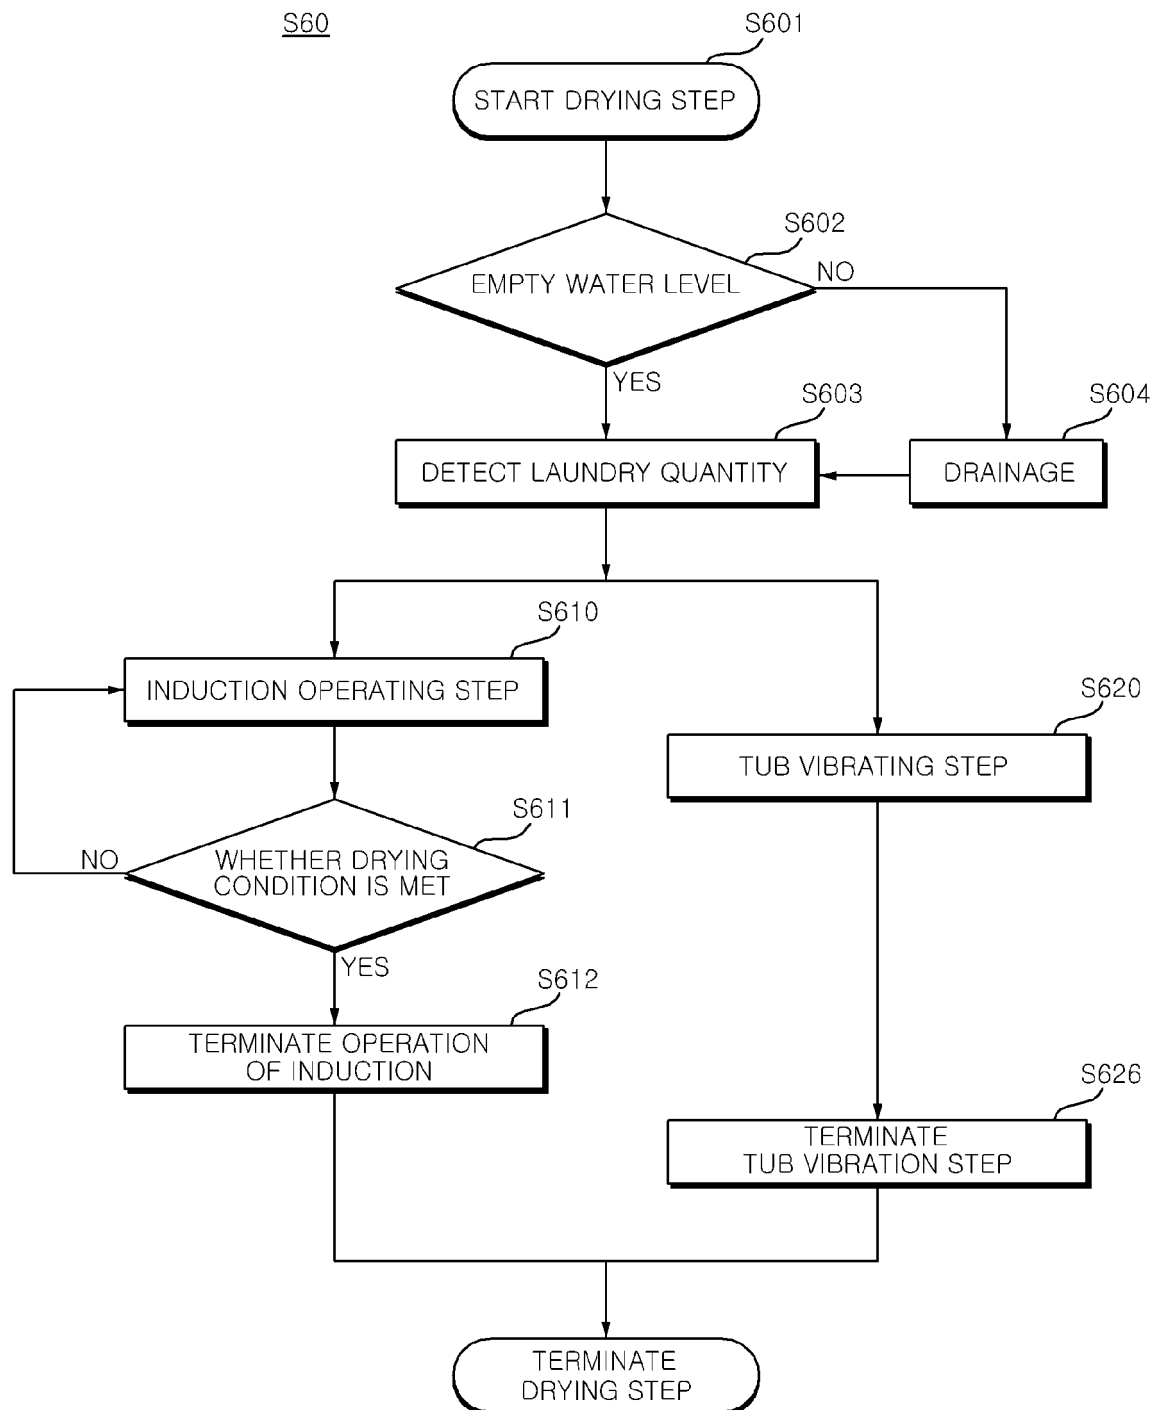 S60
S601
START DRYING STEP
S602
EMPTY WATER LEVEL
NO
YES
S603
S604
DETECT LAUNDRY QUANTITY
DRAINAGE
S610
INDUCTION OPERATING STEP
S620
TUB VIBRATING STEP
S611
NO
WHETHER DRYING
CONDITION IS MET
YES
S612
TERMINATE OPERATION
OF INDUCTION
S626
TERMINATE
TUB VIBRATION STEP
TERMINATE
DRYING STEP